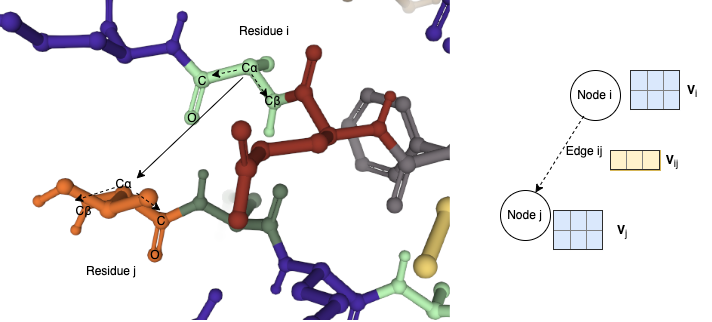 Residue i
Cα
C
Cβ
O
Cα
Cβ
C
O
Residue j
Node i
Vi
Edge ij
Vij
Node j
Vj